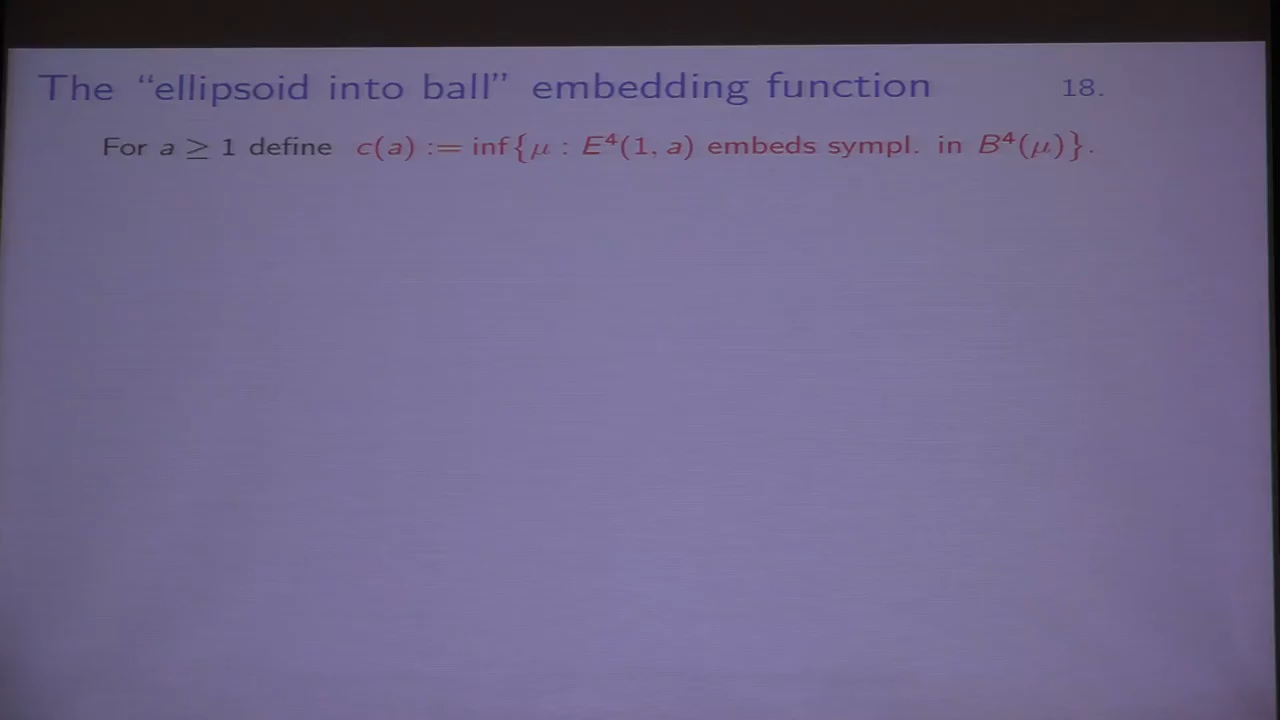 The “ellipsoid into ball” embedding function 18.
For a ≥ 1 define c(a) := inf{μ : E⁴(1, a) embeds sympl. in B⁴(μ)}.